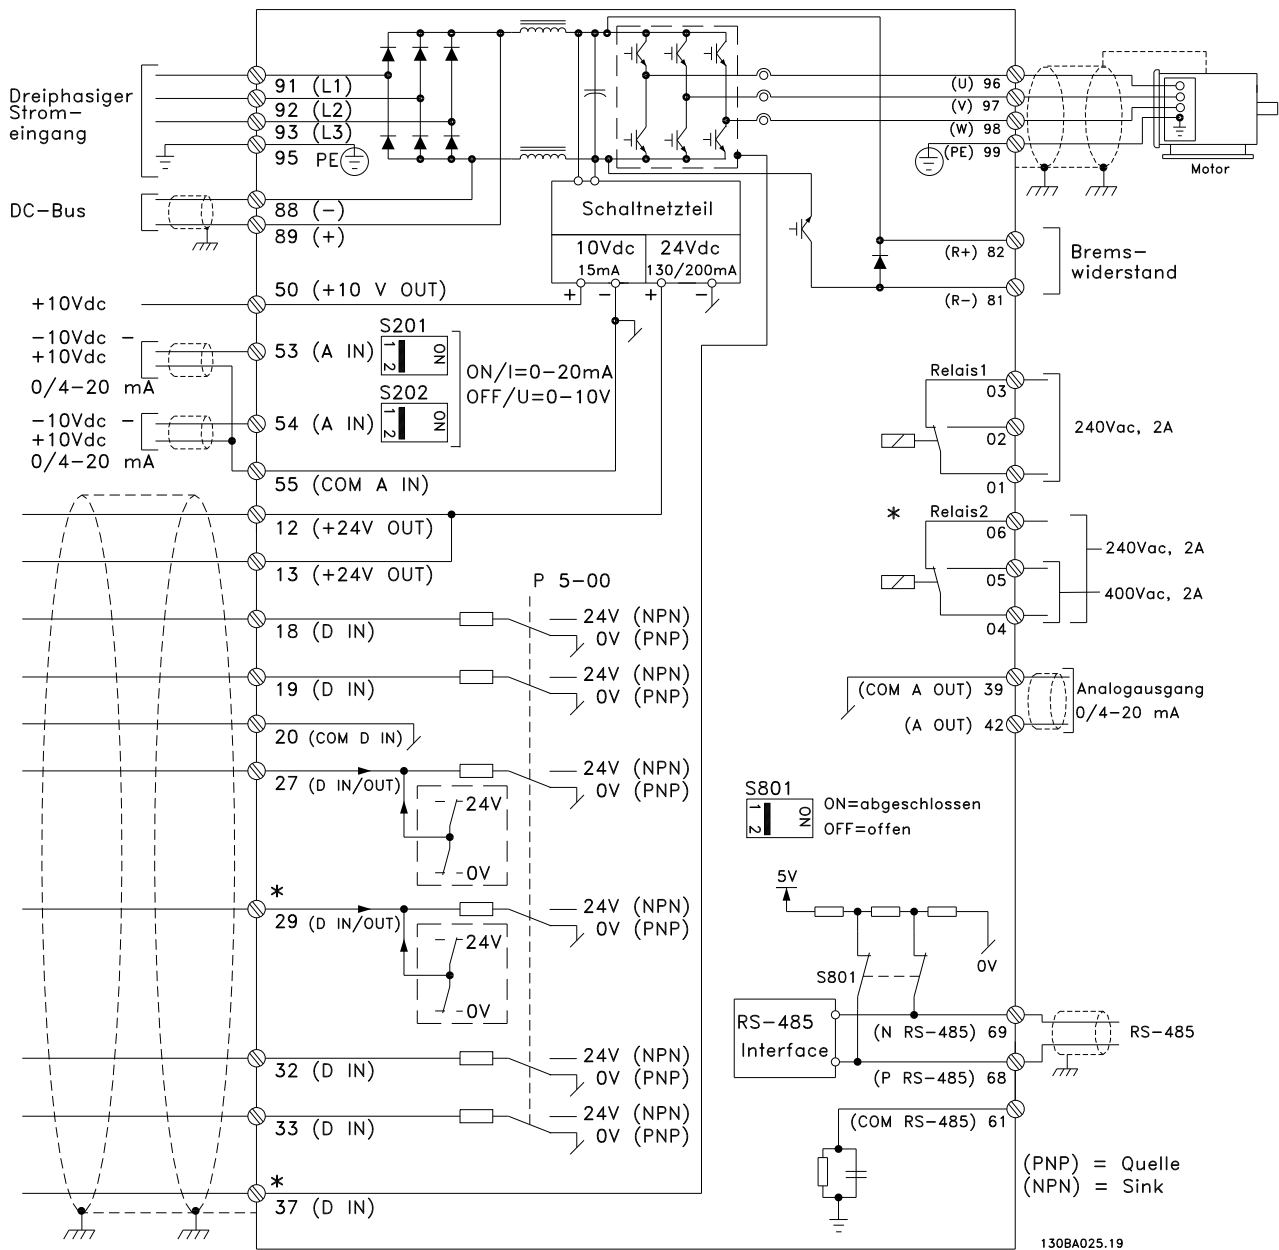 Dreiphasiger
Strom-
eingang
91 (L1)
92 (L2)
93 (L3)
95 PE
DC-Bus
88 (-)
89 (+)
+10Vdc
50 (+10 V OUT)
-10Vdc -
+10Vdc
0/4-20 mA
53 (A IN)
S201
1 2
ON
-10Vdc -
+10Vdc
0/4-20 mA
54 (A IN)
S202
1 2
ON
ON/I=0-20mA
OFF/U=0-10V
55 (COM A IN)
12 (+24V OUT)
13 (+24V OUT)
P 5-00
18 (D IN)
24V (NPN)
0V (PNP)
19 (D IN)
24V (NPN)
0V (PNP)
20 (COM D IN)
27 (D IN/OUT)
24V (NPN)
0V (PNP)
24V
0V
*
29 (D IN/OUT)
24V (NPN)
0V (PNP)
24V
0V
32 (D IN)
24V (NPN)
0V (PNP)
33 (D IN)
24V (NPN)
0V (PNP)
*
37 (D IN)
Schaltnetzteil
10Vdc
15mA
24Vdc
130/200mA
+ - + -
(U) 96
(V) 97
(W) 98
(PE) 99
Motor
(R+) 82
(R-) 81
Brems-
widerstand
Relais1
03
02
01
240Vac, 2A
*
Relais2
06
05
04
240Vac, 2A
400Vac, 2A
(COM A OUT) 39
(A OUT) 42
Analogausgang
0/4-20 mA
S801
1 2
ON
ON=abgeschlossen
OFF=offen
5V
0V
S801
RS-485
Interface
(N RS-485) 69
(P RS-485) 68
(COM RS-485) 61
RS-485
(PNP) = Quelle
(NPN) = Sink
130BA025.19